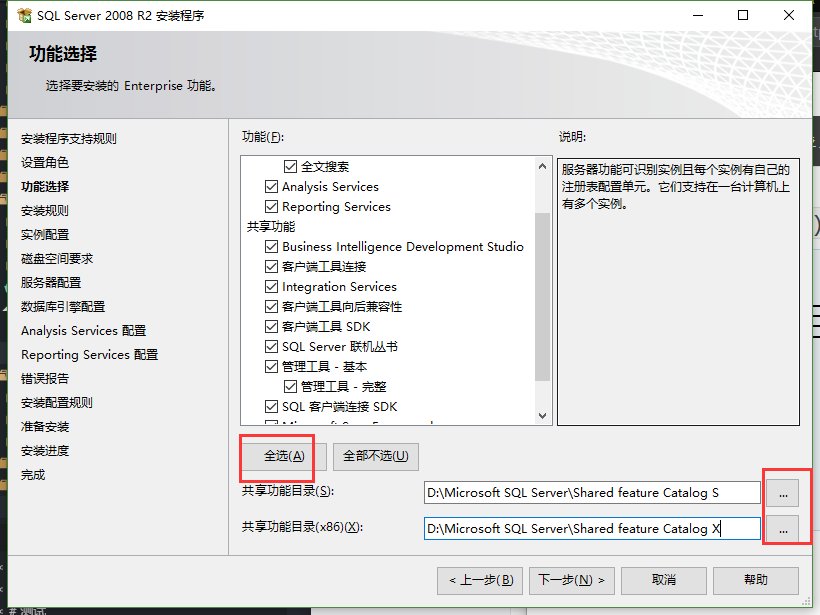 SQL Server 2008 R2 安装程序
功能选择
选择要安装的 Enterprise 功能。
安装程序支持规则
设置角色
功能选择
安装规则
实例配置
磁盘空间要求
服务器配置
数据库引擎配置
Analysis Services 配置
Reporting Services 配置
错误报告
安装配置规则
准备安装
安装进度
完成
功能(F):
全文搜索
Analysis Services
Reporting Services
共享功能
Business Intelligence Development Studio
客户端工具连接
Integration Services
客户端工具向后兼容性
客户端工具 SDK
SQL Server 联机丛书
管理工具 - 基本
管理工具 - 完整
SQL 客户端连接 SDK
说明:
服务器功能可识别实例且每个实例有自己的
注册表配置单元。它们支持在一台计算机上
有多个实例。
全选(A) 全部不选(U)
共享功能目录(S): D:\Microsoft SQL Server\Shared feature Catalog S ...
共享功能目录(x86)(X): D:\Microsoft SQL Server\Shared feature Catalog X ...
< 上一步(B) 下一步(N) > 取消 帮助
# 测试